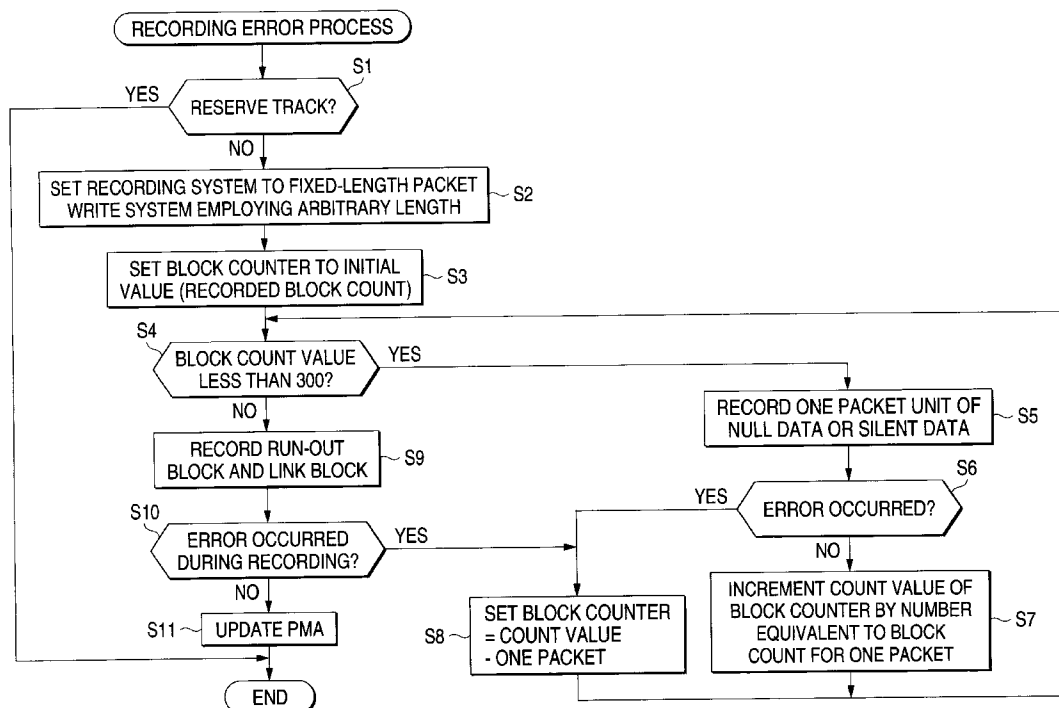 RECORDING ERROR PROCESS
S1
YES
RESERVE TRACK?
NO
SET RECORDING SYSTEM TO FIXED-LENGTH PACKET
WRITE SYSTEM EMPLOYING ARBITRARY LENGTH
S2
SET BLOCK COUNTER TO INITIAL
VALUE (RECORDED BLOCK COUNT)
S3
S4
BLOCK COUNT VALUE
LESS THAN 300?
YES
NO
RECORD ONE PACKET UNIT OF
NULL DATA OR SILENT DATA
S5
RECORD RUN-OUT
BLOCK AND LINK BLOCK
S9
S6
YES
ERROR OCCURRED?
NO
S10
ERROR OCCURRED
DURING RECORDING?
YES
NO
INCREMENT COUNT VALUE OF
BLOCK COUNTER BY NUMBER
EQUIVALENT TO BLOCK
COUNT FOR ONE PACKET
S7
S8
SET BLOCK COUNTER
= COUNT VALUE
- ONE PACKET
S11
UPDATE PMA
END